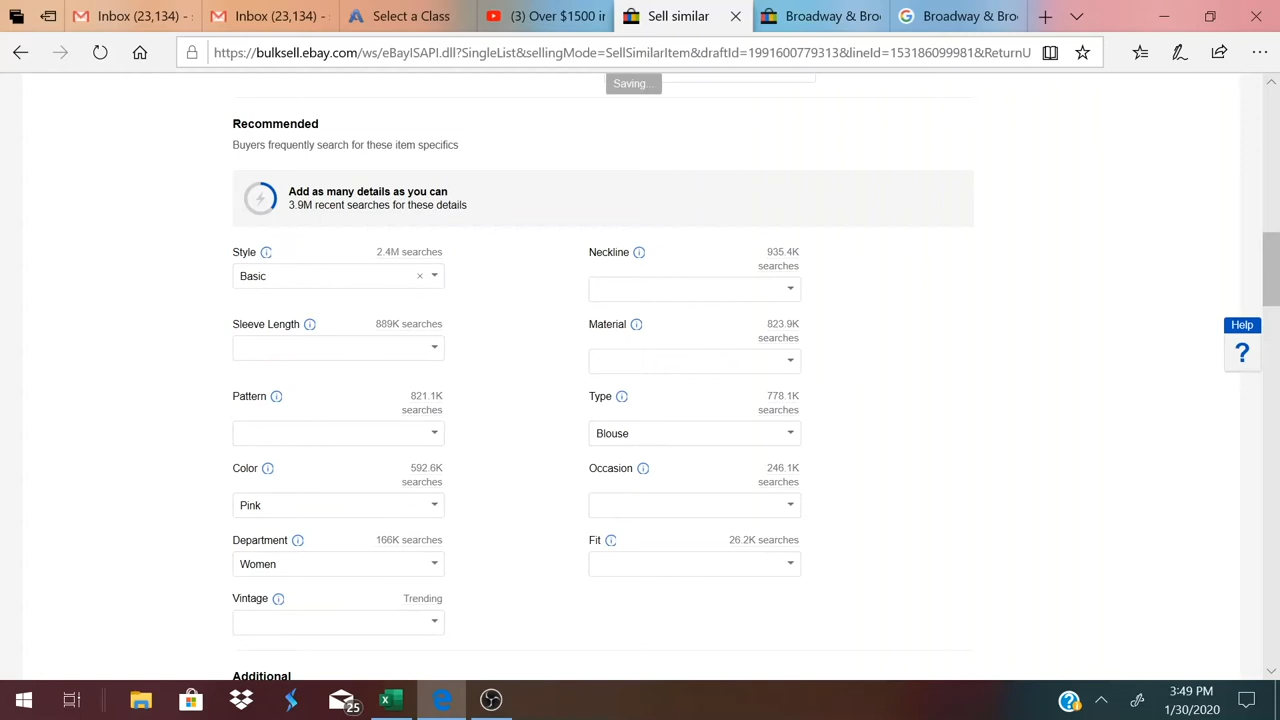 Inbox (23,134) -
Inbox (23,134) -
Select a Class
(3) Over $1500 in
Sell similar
Broadway & Bro
Broadway & Bro
https://bulksell.ebay.com/ws/eBayISAPI.dll?SingleList&sellingMode=SellSimilarItem&draftId=1991600779313&lineId=153186099981&ReturnU
Saving...
Recommended
Buyers frequently search for these item specifics
Add as many details as you can
3.9M recent searches for these details
Style 2.4M searches
Basic
Neckline 935.4K
searches
Sleeve Length 889K searches
Material 823.9K
searches
Pattern 821.1K
searches
Type 778.1K
searches
Blouse
Color 592.6K
searches
Pink
Occasion 246.1K
searches
Department 166K searches
Women
Fit 26.2K searches
Vintage Trending
Additional
Help
?
25
3:49 PM
1/30/2020